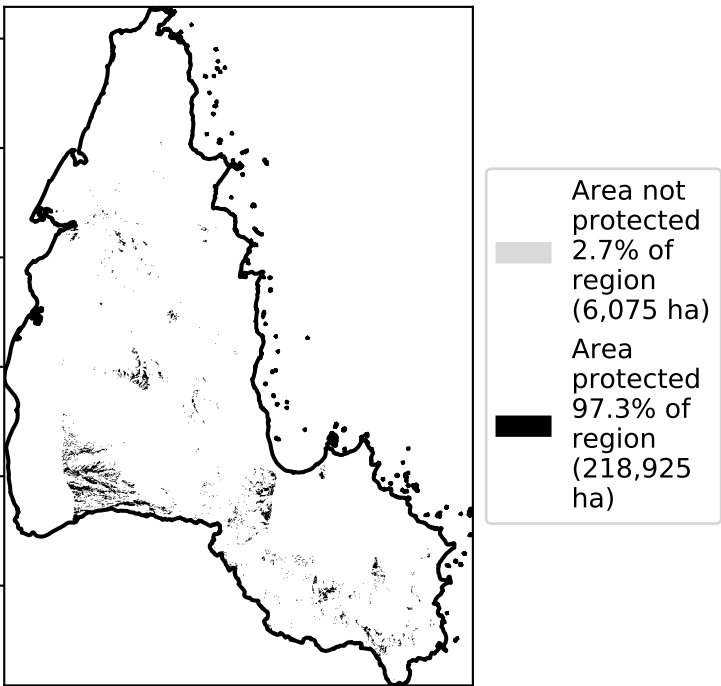 Area not
protected
2.7% of
region
(6,075 ha)
Area
protected
97.3% of
region
(218,925
ha)